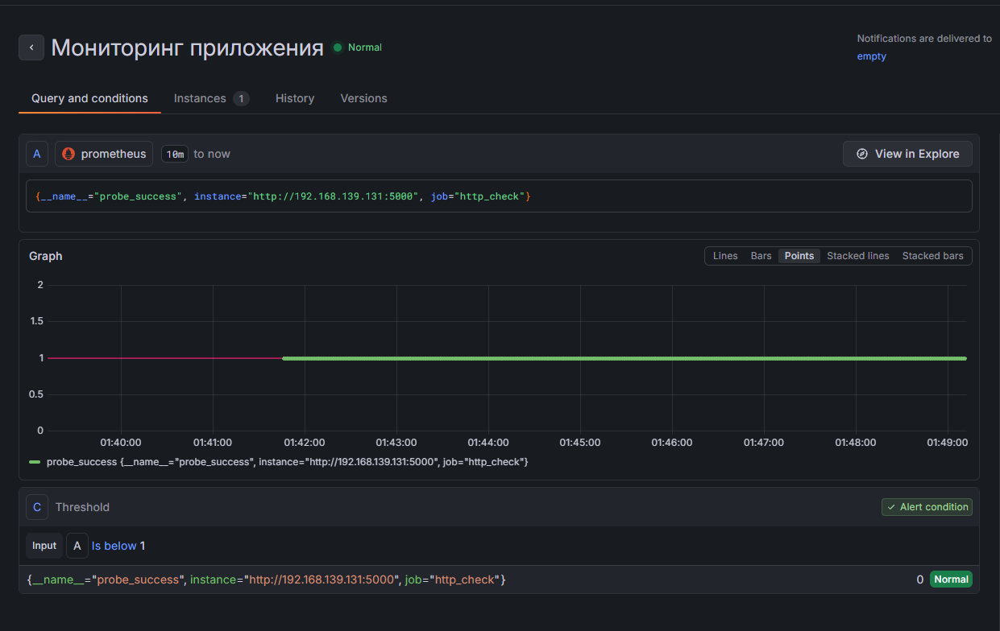 Мониторинг приложения Normal
Notifications are delivered to
empty
Query and conditions Instances 1 History Versions
A prometheus 10m to now View in Explore
{__name__="probe_success", instance="http://192.168.139.131:5000", job="http_check"}
Graph Lines Bars Points Stacked lines Stacked bars
2
1.5
1
0.5
0
01:40:00 01:41:00 01:42:00 01:43:00 01:44:00 01:45:00 01:46:00 01:47:00 01:48:00 01:49:00
probe_success {__name__="probe_success", instance="http://192.168.139.131:5000", job="http_check"}
C Threshold Alert condition
Input A Is below 1
{__name__="probe_success", instance="http://192.168.139.131:5000", job="http_check"} 0 Normal